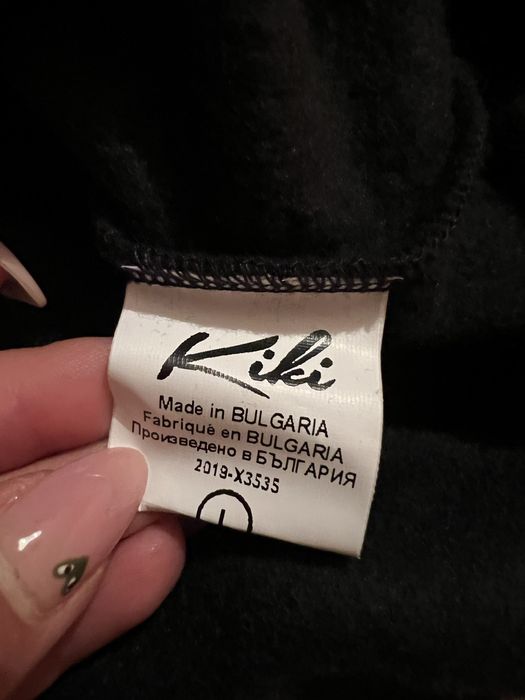 Kiki
Made in BULGARIA
Fabriqué en BULGARIA
Произведено в БЪЛГАРИЯ
2019-X3535
L